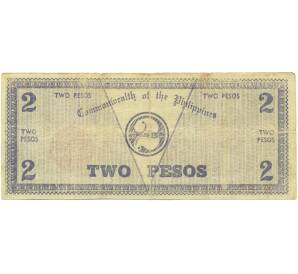 TWO PESOS TWO PESOS
Commonwealth of the Philippines
2 2
TWO PESOS TWO PESOS
2 TWO PESOS 2